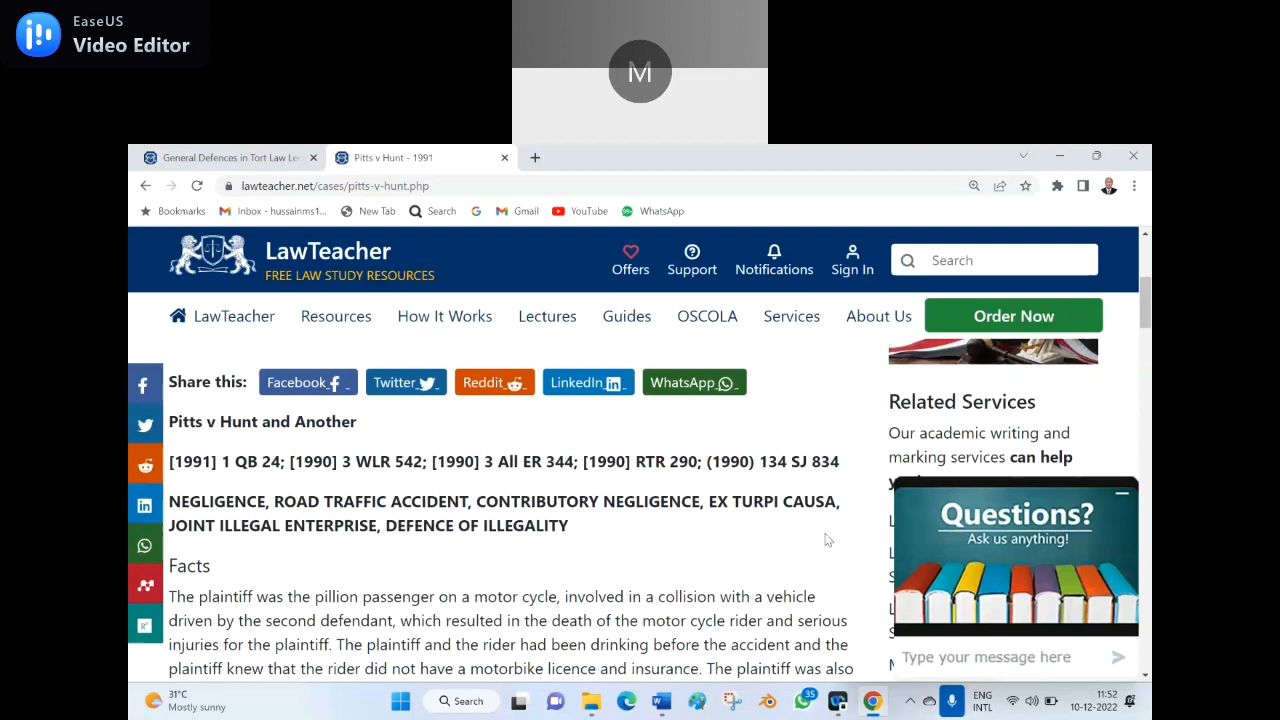 EaseUS
Video Editor
M
General Defences in Tort Law Le
Pitts v Hunt - 1991
lawteacher.net/cases/pitts-v-hunt.php
Bookmarks
Inbox - hussainms1...
New Tab
Search
Gmail
YouTube
WhatsApp
LawTeacher
FREE LAW STUDY RESOURCES
Offers
Support
Notifications
Sign In
Search
LawTeacher
Resources
How It Works
Lectures
Guides
OSCOLA
Services
About Us
Order Now
Share this:
Facebook
Twitter
Reddit
LinkedIn
WhatsApp
Pitts v Hunt and Another
[1991] 1 QB 24; [1990] 3 WLR 542; [1990] 3 All ER 344; [1990] RTR 290; (1990) 134 SJ 834
NEGLIGENCE, ROAD TRAFFIC ACCIDENT, CONTRIBUTORY NEGLIGENCE, EX TURPI CAUSA,
JOINT ILLEGAL ENTERPRISE, DEFENCE OF ILLEGALITY
Facts
The plaintiff was the pillion passenger on a motor cycle, involved in a collision with a vehicle
driven by the second defendant, which resulted in the death of the motor cycle rider and serious
injuries for the plaintiff. The plaintiff and the rider had been drinking before the accident and the
plaintiff knew that the rider did not have a motorbike licence and insurance. The plaintiff was also
Related Services
Our academic writing and
marking services can help
Questions?
Ask us anything!
Type your message here
31°C
Mostly sunny
Search
35
ENG
INTL
11:52
10-12-2022